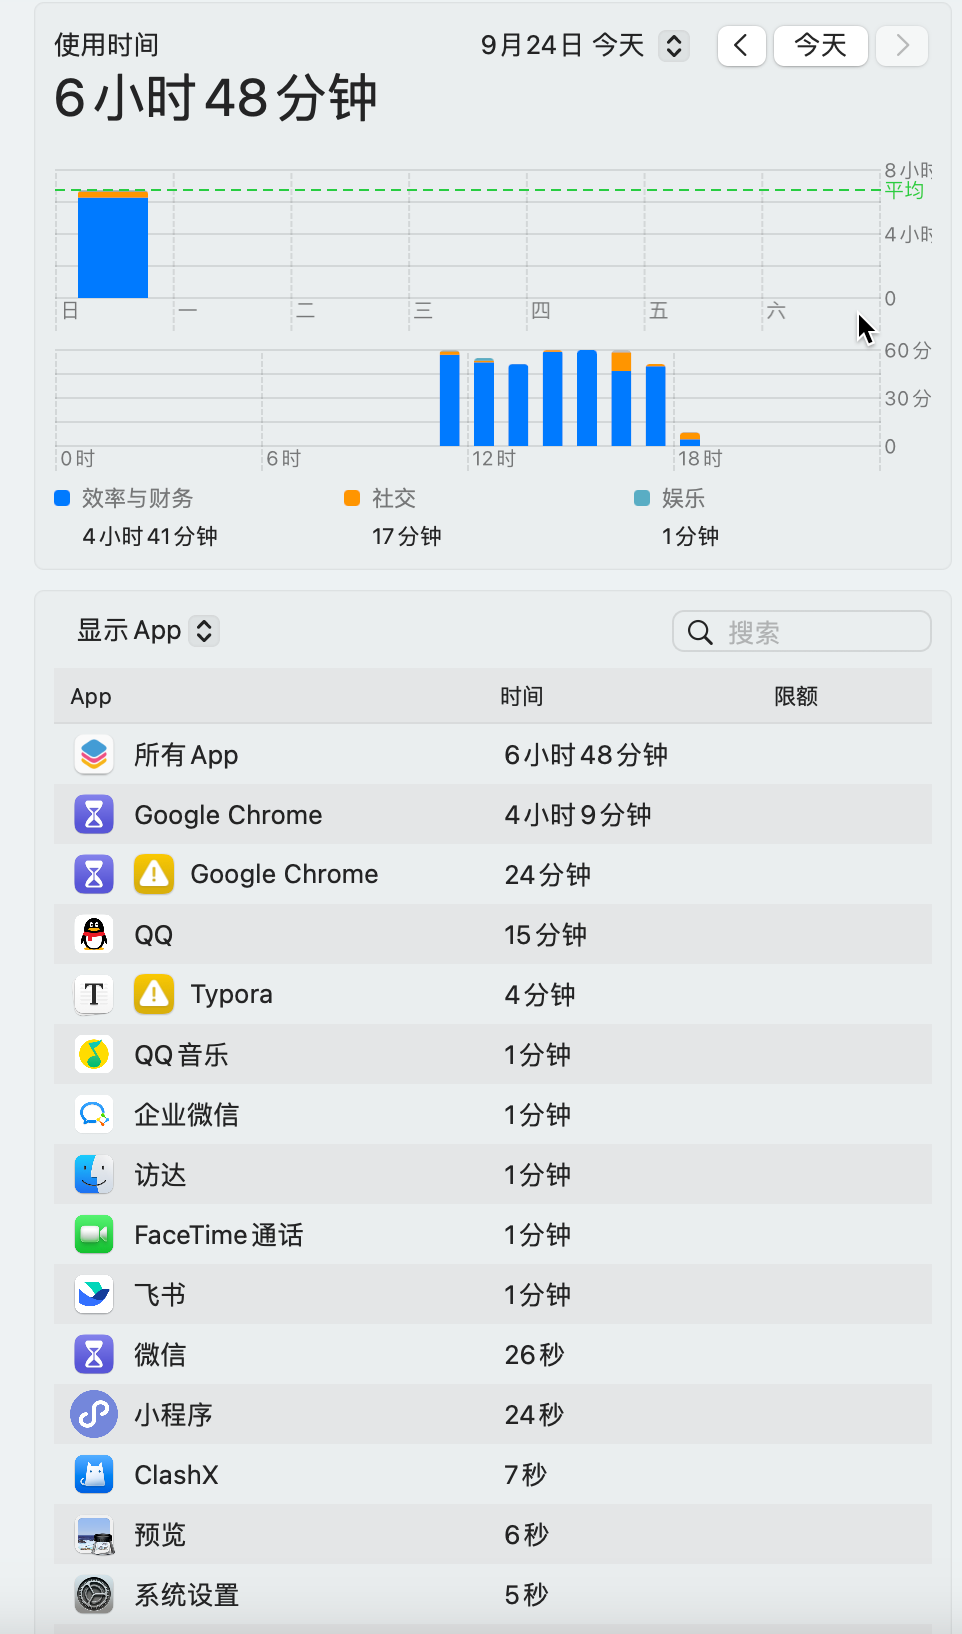 使用时间
9月24日 今天
今天
6小时48分钟
8小时
平均
4小时
0
日 一 二 三 四 五 六
60分
30分
0
0时 6时 12时 18时
效率与财务 社交 娱乐
4小时41分钟 17分钟 1分钟
显示App
搜索
App 时间 限额
所有App 6小时48分钟
Google Chrome 4小时9分钟
Google Chrome 24分钟
QQ 15分钟
T Typora 4分钟
QQ音乐 1分钟
企业微信 1分钟
访达 1分钟
FaceTime通话 1分钟
飞书 1分钟
微信 26秒
小程序 24秒
ClashX 7秒
预览 6秒
系统设置 5秒